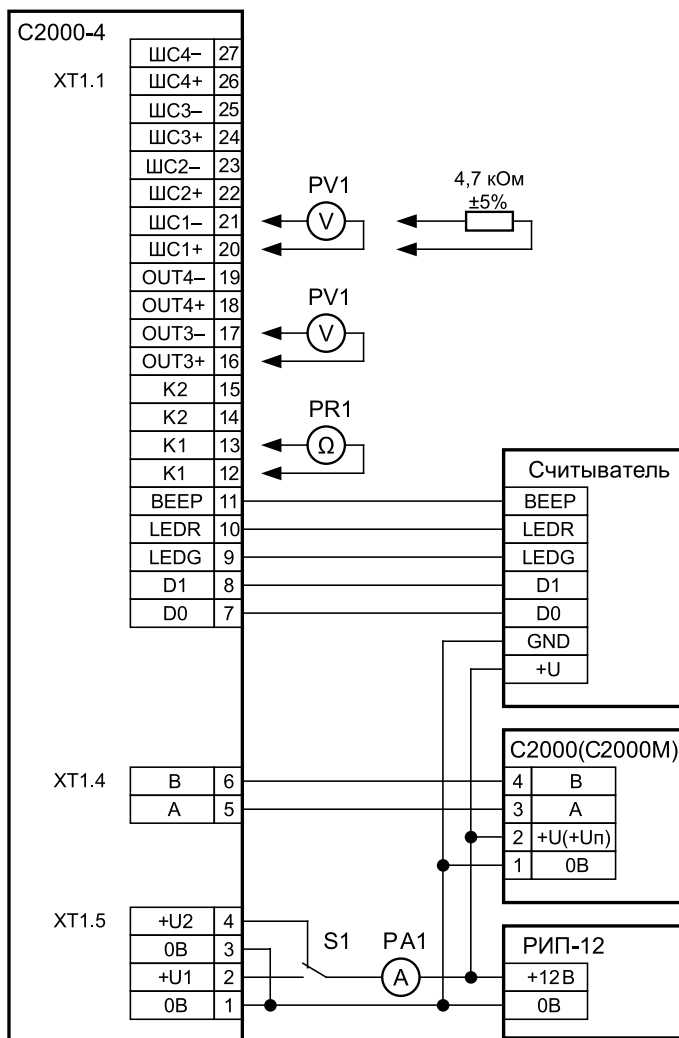 С2000-4
XT1.1
ШС4– 27
ШС4+ 26
ШС3– 25
ШС3+ 24
ШС2– 23
ШС2+ 22
ШС1– 21
ШС1+ 20
OUT4– 19
OUT4+ 18
OUT3– 17
OUT3+ 16
К2 15
К2 14
К1 13
К1 12
BEEP 11
LEDR 10
LEDG 9
D1 8
D0 7
PV1
V
4,7 кОм
±5%
PV1
V
PR1
Ω
Считыватель
BEEP
LEDR
LEDG
D1
D0
GND
+U
XT1.4
B 6
A 5
С2000(С2000М)
4 B
3 A
2 +U(+Uп)
1 0В
XT1.5
+U2 4
0В 3
+U1 2
0В 1
S1
PA1
A
РИП-12
+12В
0В